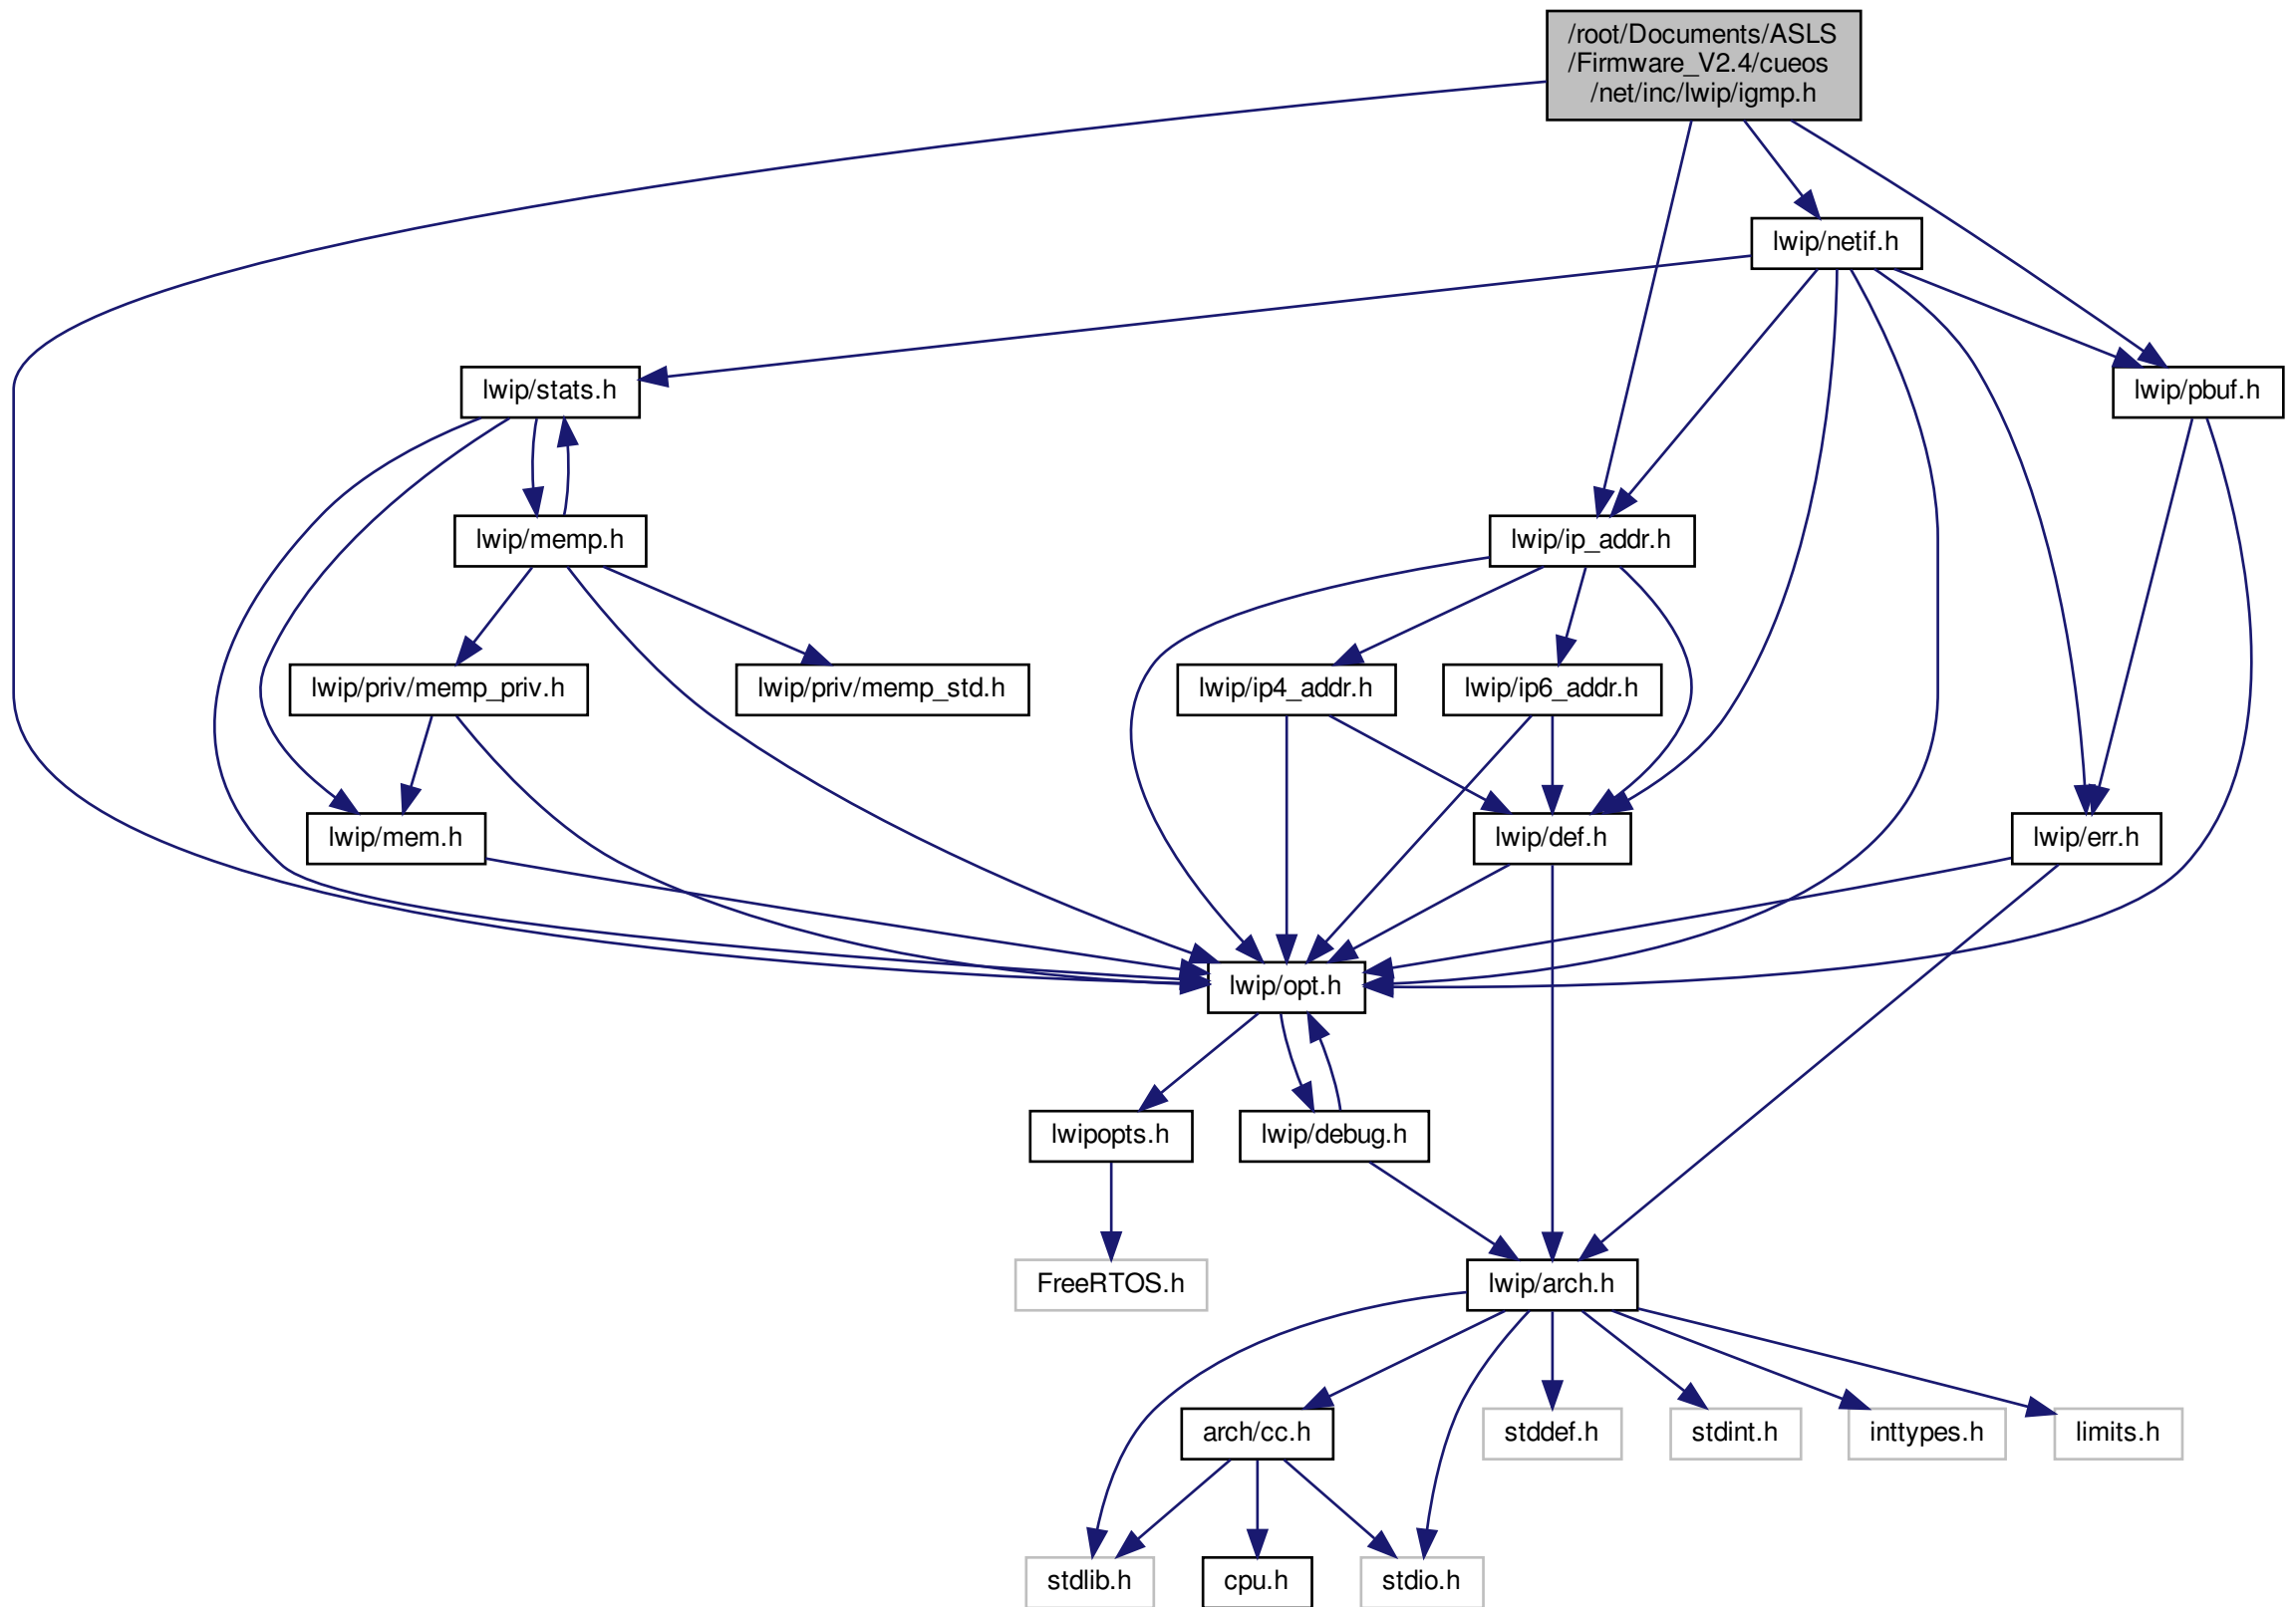 /root/Documents/ASLS
/Firmware_V2.4/cueos
/net/inc/lwip/igmp.h
lwip/netif.h
lwip/stats.h
lwip/pbuf.h
lwip/memp.h
lwip/ip_addr.h
lwip/priv/memp_priv.h
lwip/priv/memp_std.h
lwip/ip4_addr.h
lwip/ip6_addr.h
lwip/mem.h
lwip/def.h
lwip/err.h
lwip/opt.h
lwipopts.h
lwip/debug.h
FreeRTOS.h
lwip/arch.h
arch/cc.h
stddef.h
stdint.h
inttypes.h
limits.h
stdlib.h
cpu.h
stdio.h